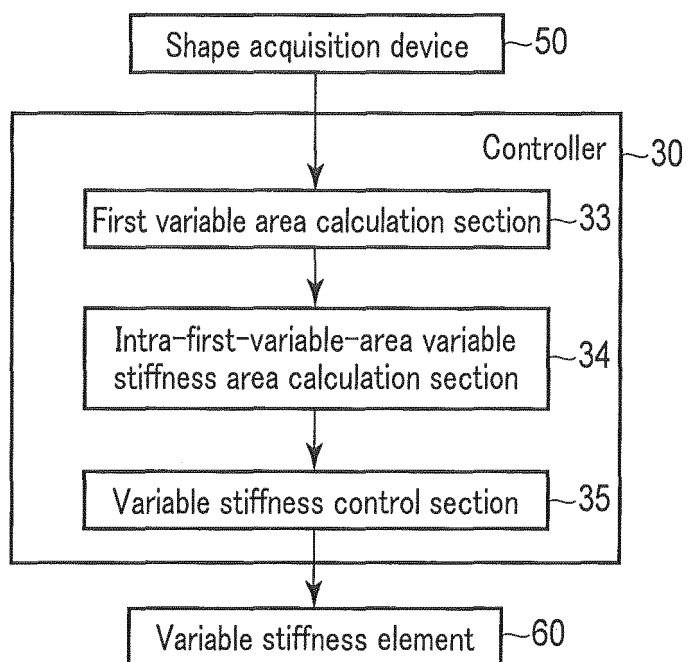 Shape acquisition device 50
Controller 30
First variable area calculation section 33
Intra-first-variable-area variable
stiffness area calculation section 34
Variable stiffness control section 35
Variable stiffness element 60